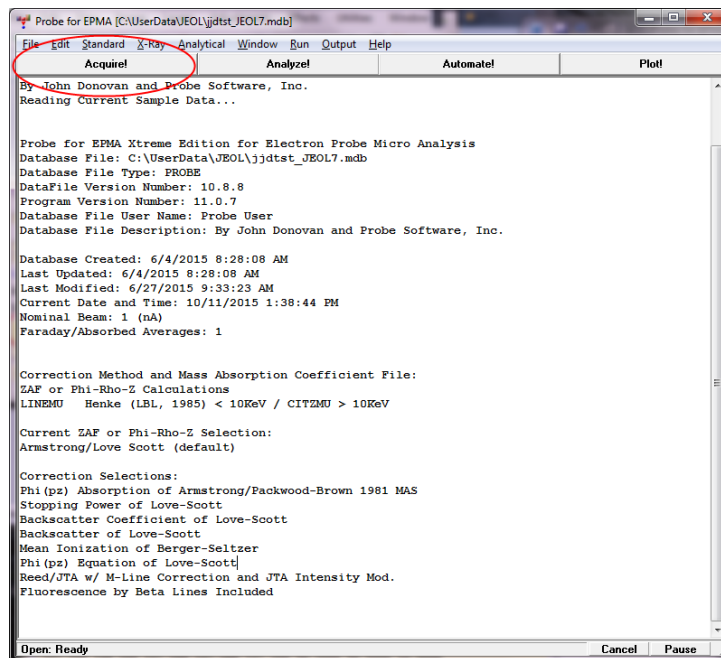 Probe for EPMA [C:\UserData\JEOL\jjdtst_JEOL7.mdb]
File Edit Standard X-Ray Analytical Window Run Output Help
Acquire! Analyze! Automate! Plot!
By John Donovan and Probe Software, Inc.
Reading Current Sample Data...
Probe for EPMA Xtreme Edition for Electron Probe Micro Analysis
Database File: C:\UserData\JEOL\jjdtst_JEOL7.mdb
Database File Type: PROBE
DataFile Version Number: 10.8.8
Program Version Number: 11.0.7
Database File User Name: Probe User
Database File Description: By John Donovan and Probe Software, Inc.
Database Created: 6/4/2015 8:28:08 AM
Last Updated: 6/4/2015 8:28:08 AM
Last Modified: 6/27/2015 9:33:23 AM
Current Date and Time: 10/11/2015 1:38:44 PM
Nominal Beam: 1 (nA)
Faraday/Absorbed Averages: 1
Correction Method and Mass Absorption Coefficient File:
ZAF or Phi-Rho-Z Calculations
LINEMU Henke (LBL, 1985) < 10KeV / CITZMU > 10KeV
Current ZAF or Phi-Rho-Z Selection:
Armstrong/Love Scott (default)
Correction Selections:
Phi(pz) Absorption of Armstrong/Packwood-Brown 1981 MAS
Stopping Power of Love-Scott
Backscatter Coefficient of Love-Scott
Backscatter of Love-Scott
Mean Ionization of Berger-Seltzer
Phi(pz) Equation of Love-Scott
Reed/JTA w/ M-Line Correction and JTA Intensity Mod.
Fluorescence by Beta Lines Included
Open: Ready Cancel Pause